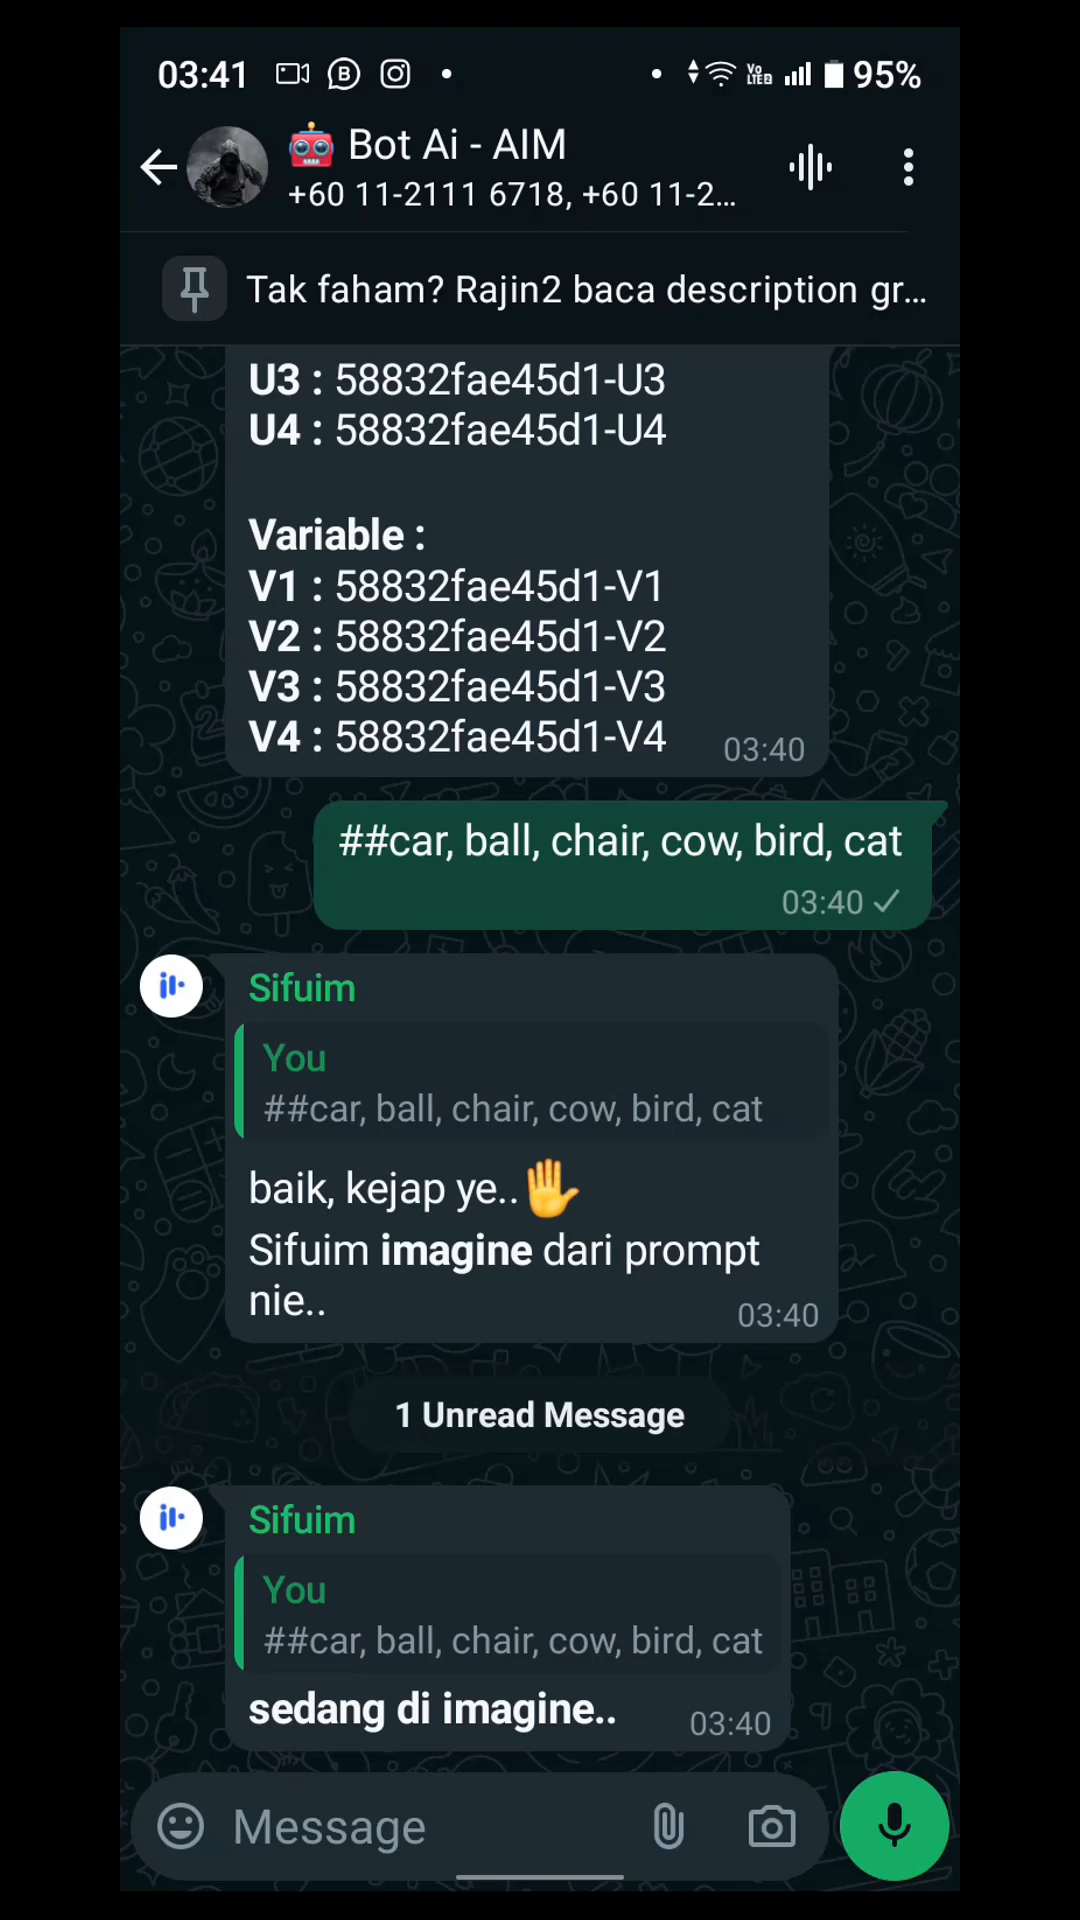 03:41
95%
🤖 Bot Ai - AIM
+60 11-2111 6718, +60 11-2...
Tak faham? Rajin2 baca description gr...
U3 : 58832fae45d1-U3
U4 : 58832fae45d1-U4
Variable :
V1 : 58832fae45d1-V1
V2 : 58832fae45d1-V2
V3 : 58832fae45d1-V3
V4 : 58832fae45d1-V4
03:40
##car, ball, chair, cow, bird, cat
03:40
Sifuim
You
##car, ball, chair, cow, bird, cat
baik, kejap ye..🤚
Sifuim imagine dari prompt
nie..
03:40
1 Unread Message
Sifuim
You
##car, ball, chair, cow, bird, cat
sedang di imagine..
03:40
Message